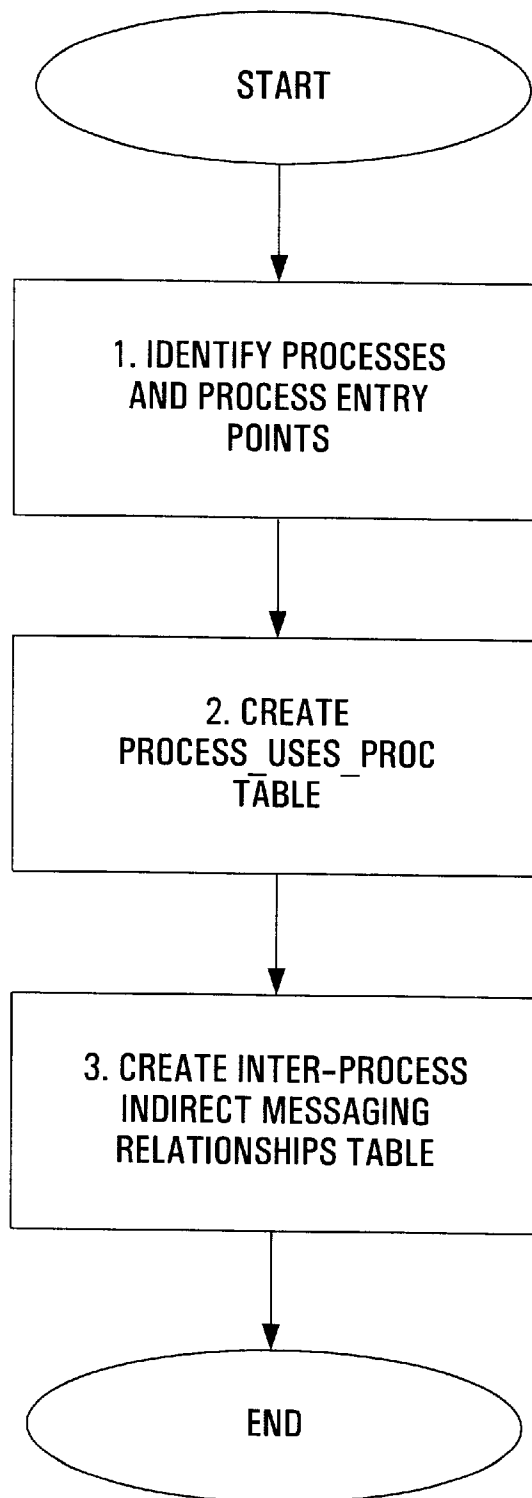 START
1. IDENTIFY PROCESSES
AND PROCESS ENTRY
POINTS
2. CREATE
PROCESS_USES_PROC
TABLE
3. CREATE INTER-PROCESS
INDIRECT MESSAGING
RELATIONSHIPS TABLE
END